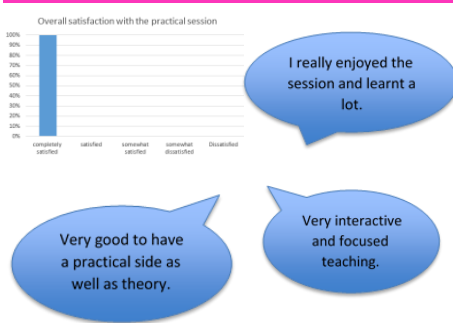 Overall satisfaction with the practical session
100%
90%
80%
70%
60%
50%
40%
30%
20%
10%
0%
completely satisfied
satisfied
somewhat satisfied
somewhat dissatisfied
Dissatisfied
I really enjoyed the
session and learnt a
lot.
Very good to have
a practical side as
well as theory.
Very interactive
and focused
teaching.